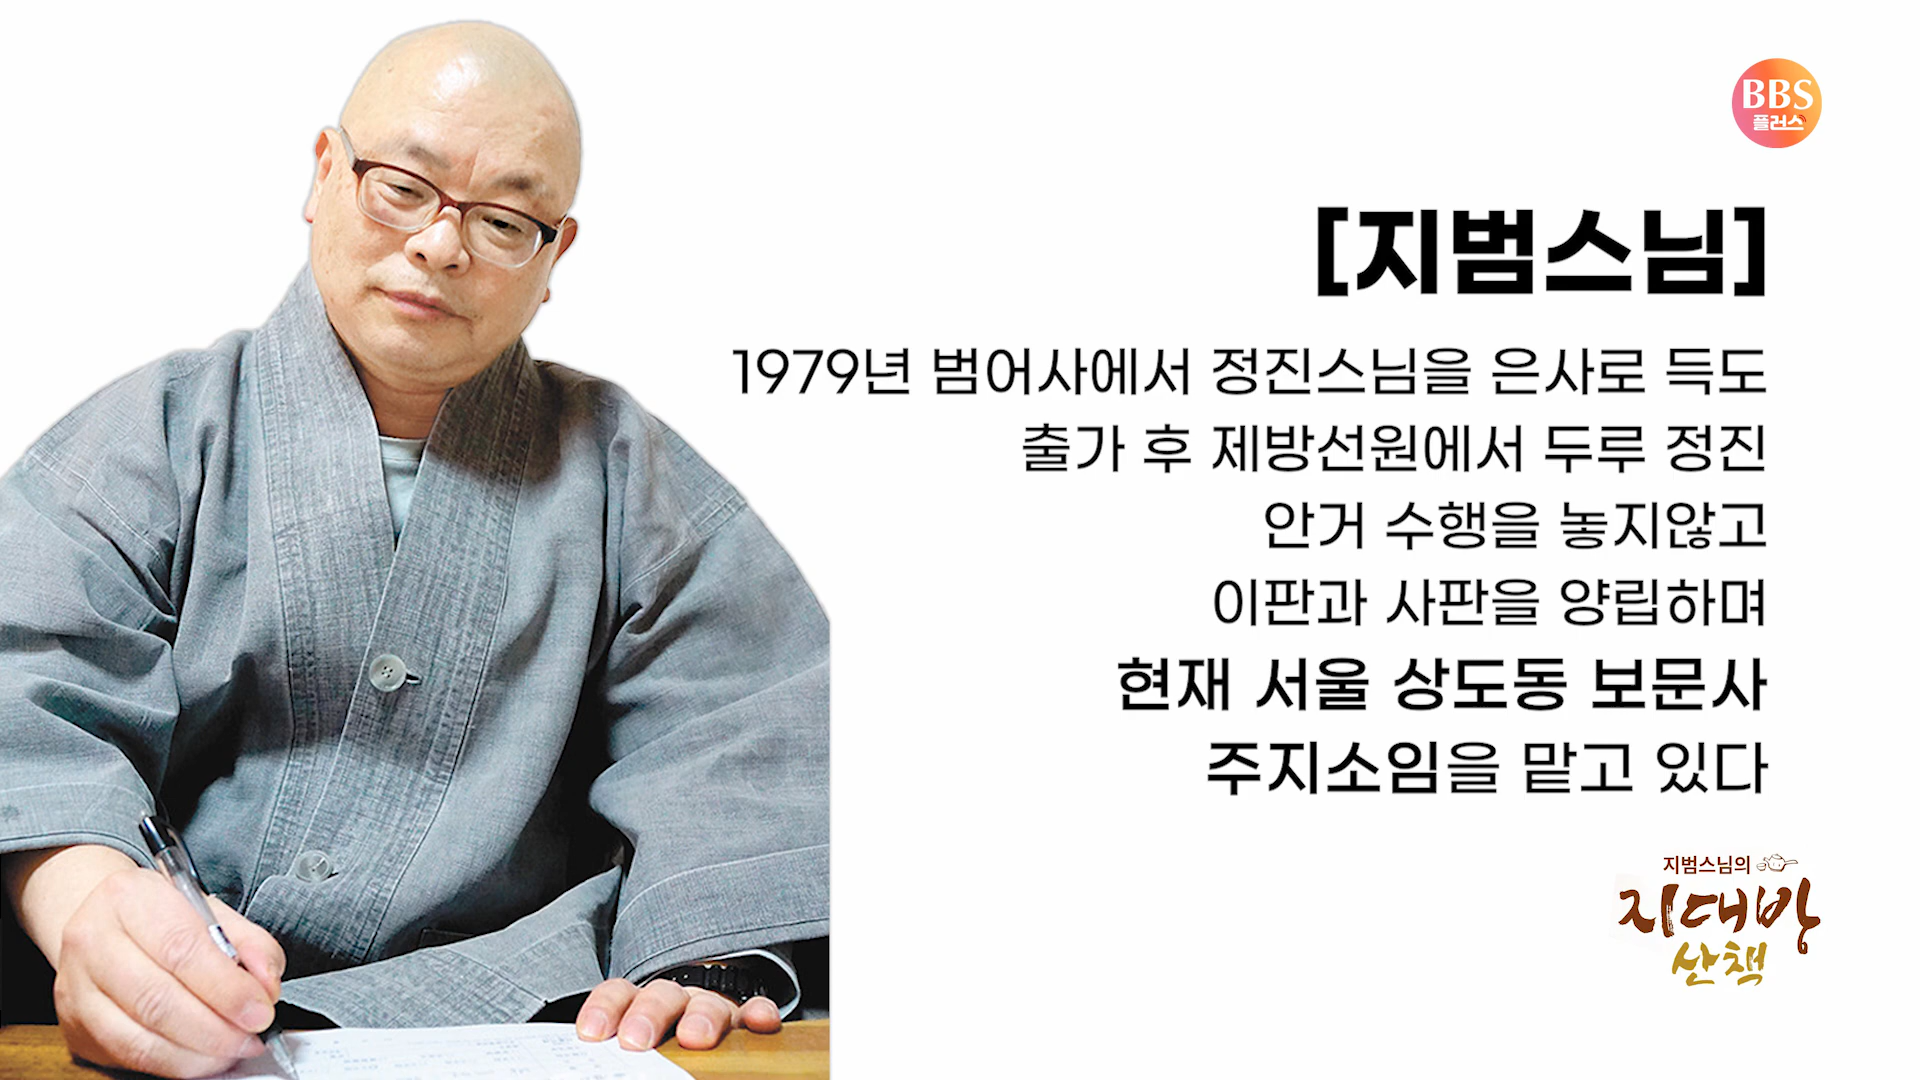 BBS
플러스
[지범스님]
1979년 범어사에서 정진스님을 은사로 득도
출가 후 제방선원에서 두루 정진
안거 수행을 놓지않고
이판과 사판을 양립하며
현재 서울 상도동 보문사
주지소임을 맡고 있다
지범스님의
지대방
산책